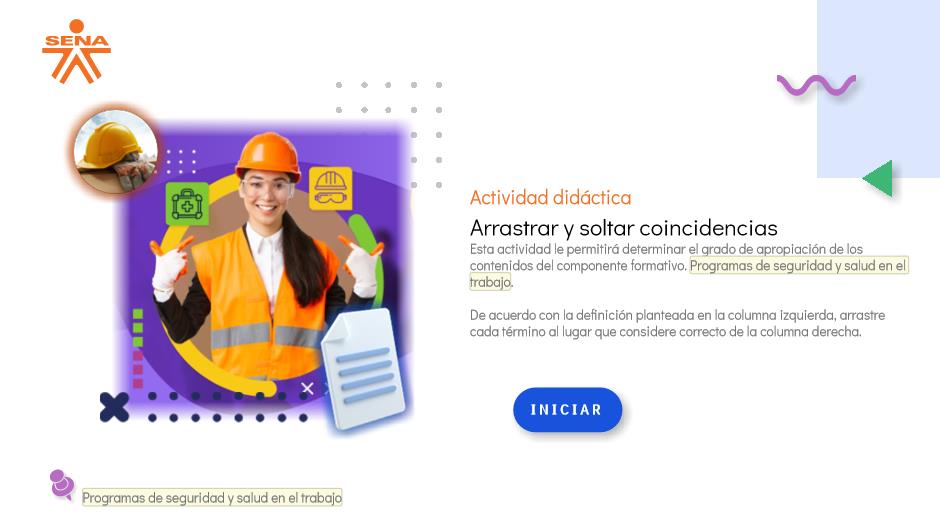 SENA
Actividad didáctica
Arrastrar y soltar coincidencias
Esta actividad le permitirá determinar el grado de apropiación de los
contenidos del componente formativo. Programas de seguridad y salud en el
trabajo.
De acuerdo con la definición planteada en la columna izquierda, arrastre
cada término al lugar que considere correcto de la columna derecha.
INICIAR
Programas de seguridad y salud en el trabajo